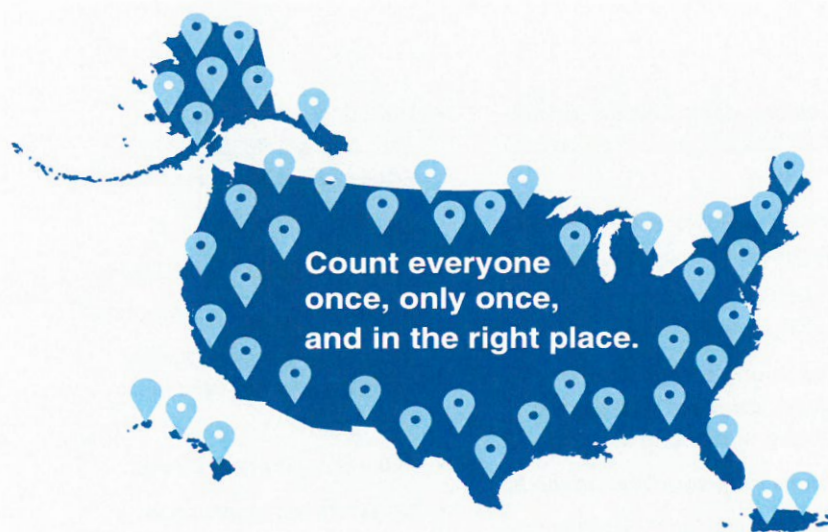 Count everyone
once, only once,
and in the right place.